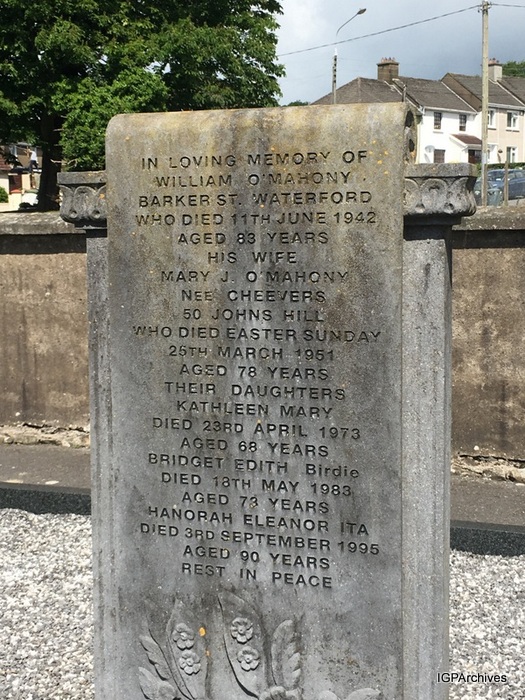 IN LOVING MEMORY OF
WILLIAM O'MAHONY
BARKER ST. WATERFORD
WHO DIED 11TH JUNE 1942
AGED 83 YEARS
HIS WIFE
MARY J. O'MAHONY
NEE CHEEVERS
50 JOHNS HILL
WHO DIED EASTER SUNDAY
25TH MARCH 1951
AGED 78 YEARS
THEIR DAUGHTERS
KATHLEEN MARY
DIED 23RD APRIL 1973
AGED 68 YEARS
BRIDGET EDITH Birdie
DIED 18TH MAY 1983
AGED 73 YEARS
HANORAH ELEANOR ITA
DIED 3RD SEPTEMBER 1995
AGED 90 YEARS
REST IN PEACE
IGPArchives